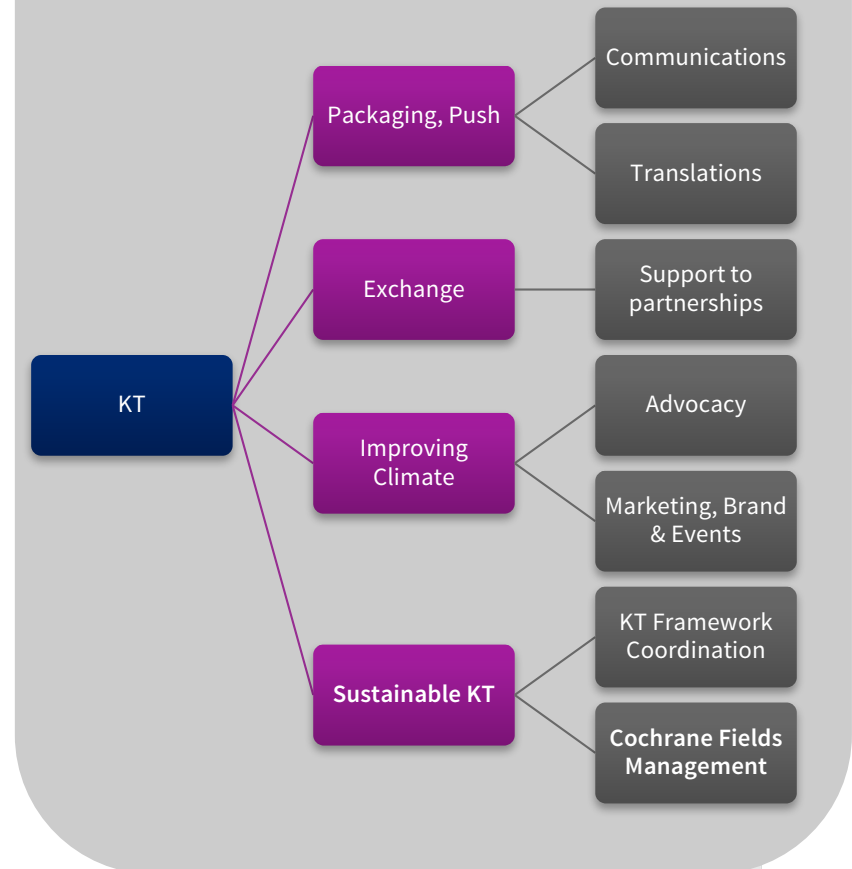 Communications
Packaging, Push
Translations
Exchange
Support to
partnerships
KT
Advocacy
Improving
Climate
Marketing, Brand
& Events
KT Framework
Coordination
Sustainable KT
Cochrane Fields
Management